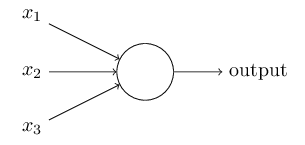 x₁
x₂
output
x₃